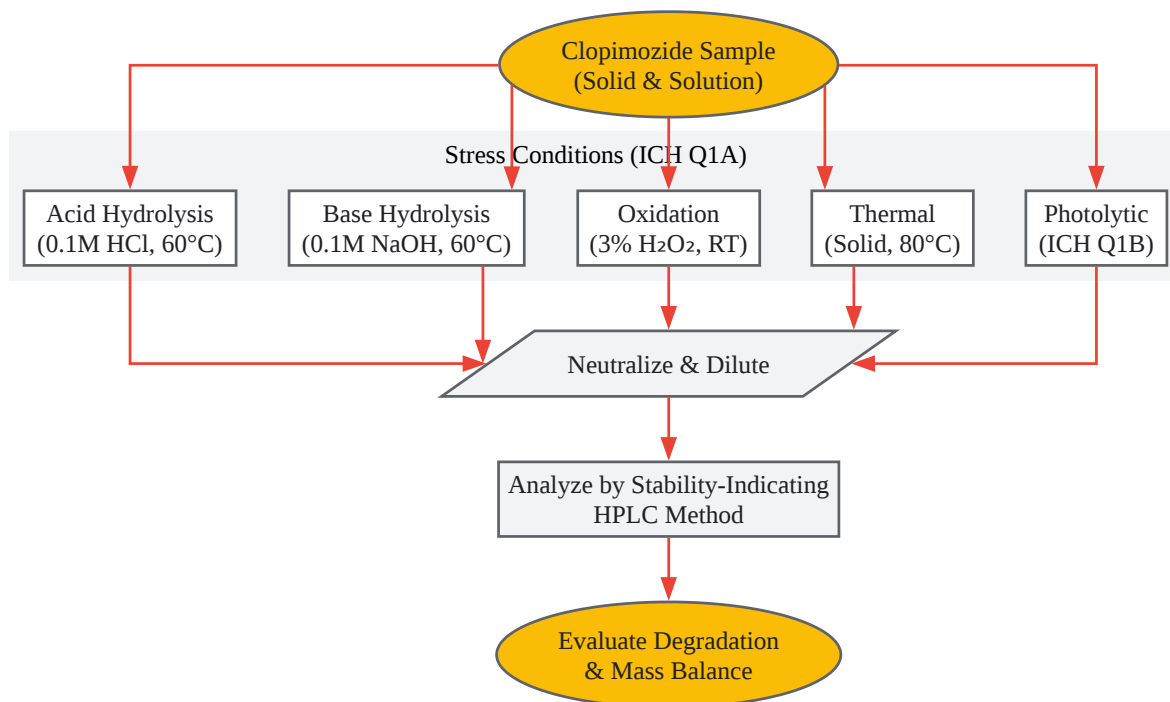 Clopimozide Sample
(Solid & Solution)
Stress Conditions (ICH Q1A)
Acid Hydrolysis
(0.1M HCl, 60°C)
Base Hydrolysis
(0.1M NaOH, 60°C)
Oxidation
(3% H₂O₂, RT)
Thermal
(Solid, 80°C)
Photolytic
(ICH Q1B)
Neutralize & Dilute
Analyze by Stability-Indicating
HPLC Method
Evaluate Degradation
& Mass Balance